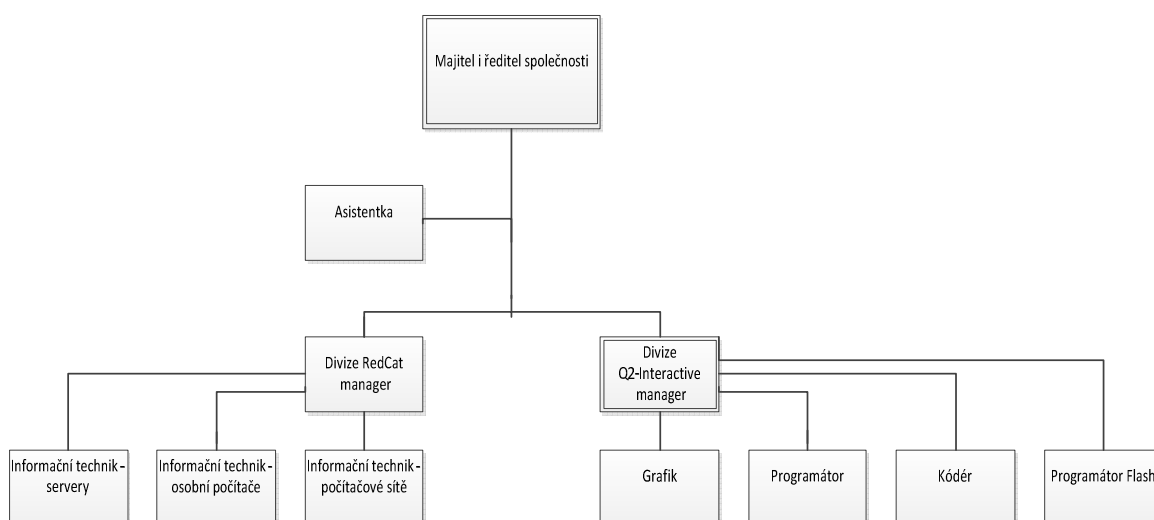 Majitel i ředitel společnosti
Asistentka
Divize RedCat
manager
Divize
Q2-Interactive
manager
Informační technik -
servery
Informační technik -
osobní počítače
Informační technik -
počítačové sítě
Grafik
Programátor
Kódér
Programátor Flash